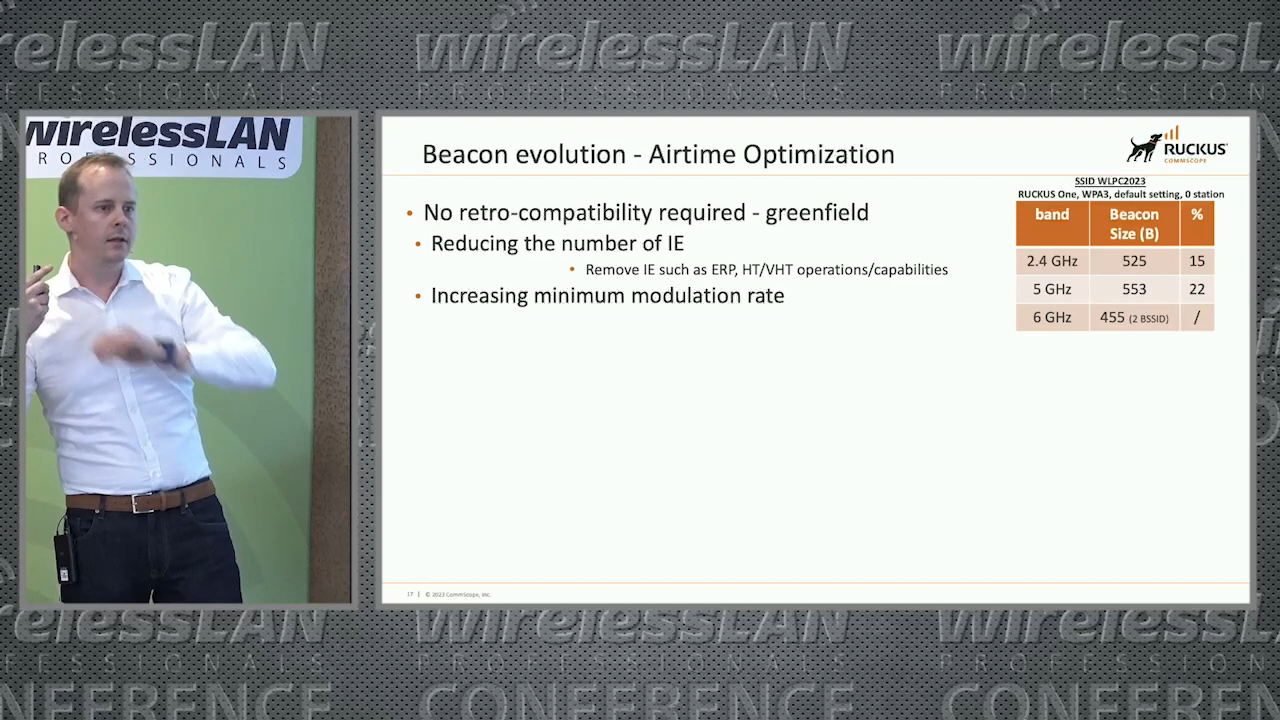 wirelessLAN
PROFESSIONALS
wirelessLAN
PROFESSIONALS
Beacon evolution - Airtime Optimization
RUCKUS
COMMSCOPE
SSID WLPC2023
RUCKUS One, WPA3, default setting, 0 station
band Beacon Size (B) %
2.4 GHz 525 15
5 GHz 553 22
6 GHz 455 (2 BSSID) /
• No retro-compatibility required - greenfield
• Reducing the number of IE
• Remove IE such as ERP, HT/VHT operations/capabilities
• Increasing minimum modulation rate
17 | © 2023 CommScope, Inc.
wirelessLAN
PROFESSIONALS
CONFERENCE